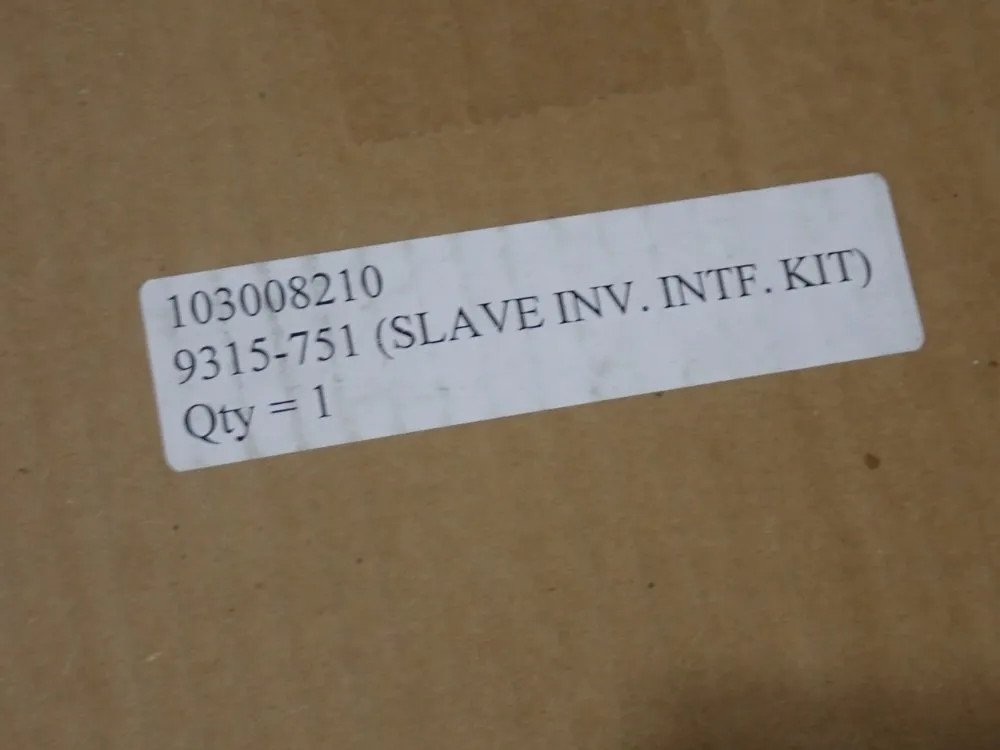 103008210
9315-751 (SLAVE INV. INTF. KIT)
Qty = 1